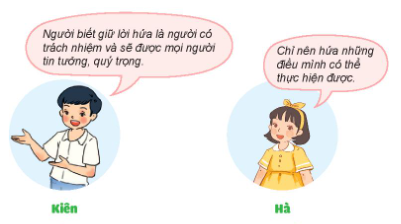 Người biết giữ lời hứa là người có
trách nhiệm và sẽ được mọi người
tin tưởng, quý trọng.
Chỉ nên hứa những
điều mình có thể
thực hiện được.
Kiên
Hà